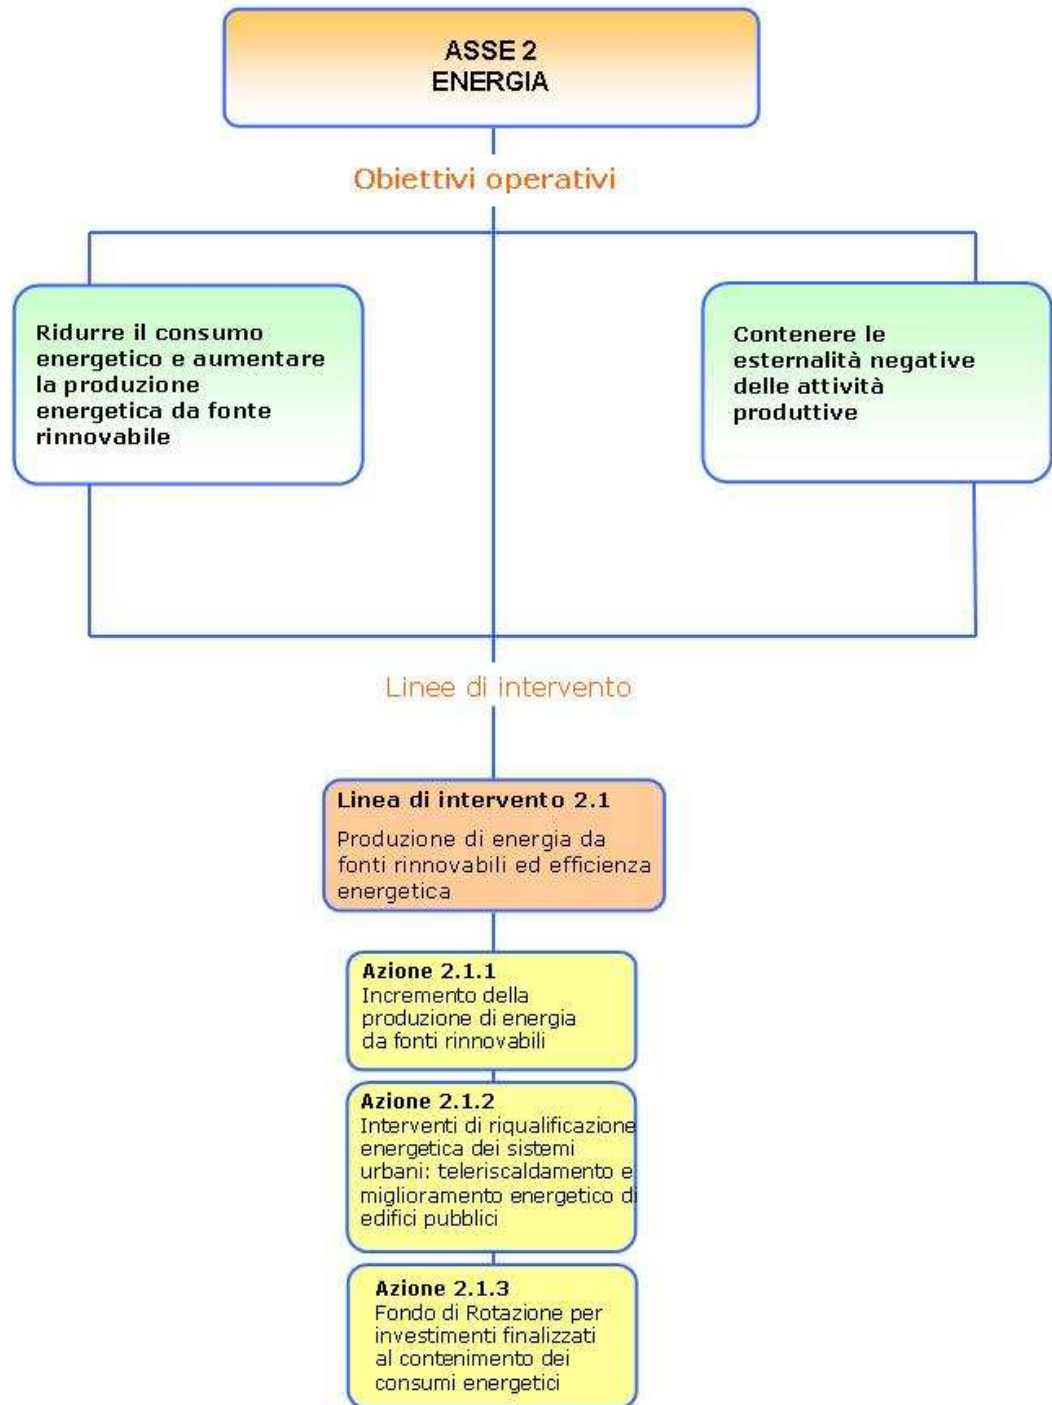 ASSE 2
ENERGIA
Obiettivi operativi
Ridurre il consumo
energetico e aumentare
la produzione
energetica da fonte
rinnovabile
Contenere le
esternalità negative
delle attività
produttive
Linee di intervento
Linea di intervento 2.1
Produzione di energia da
fonti rinnovabili ed efficienza
energetica
Azione 2.1.1
Incremento della
produzione di energia
da fonti rinnovabili
Azione 2.1.2
Interventi di riqualificazione
energetica dei sistemi
urbani: teleriscaldamento e
miglioramento energetico di
edifici pubblici
Azione 2.1.3
Fondo di Rotazione per
investimenti finalizzati
al contenimento dei
consumi energetici